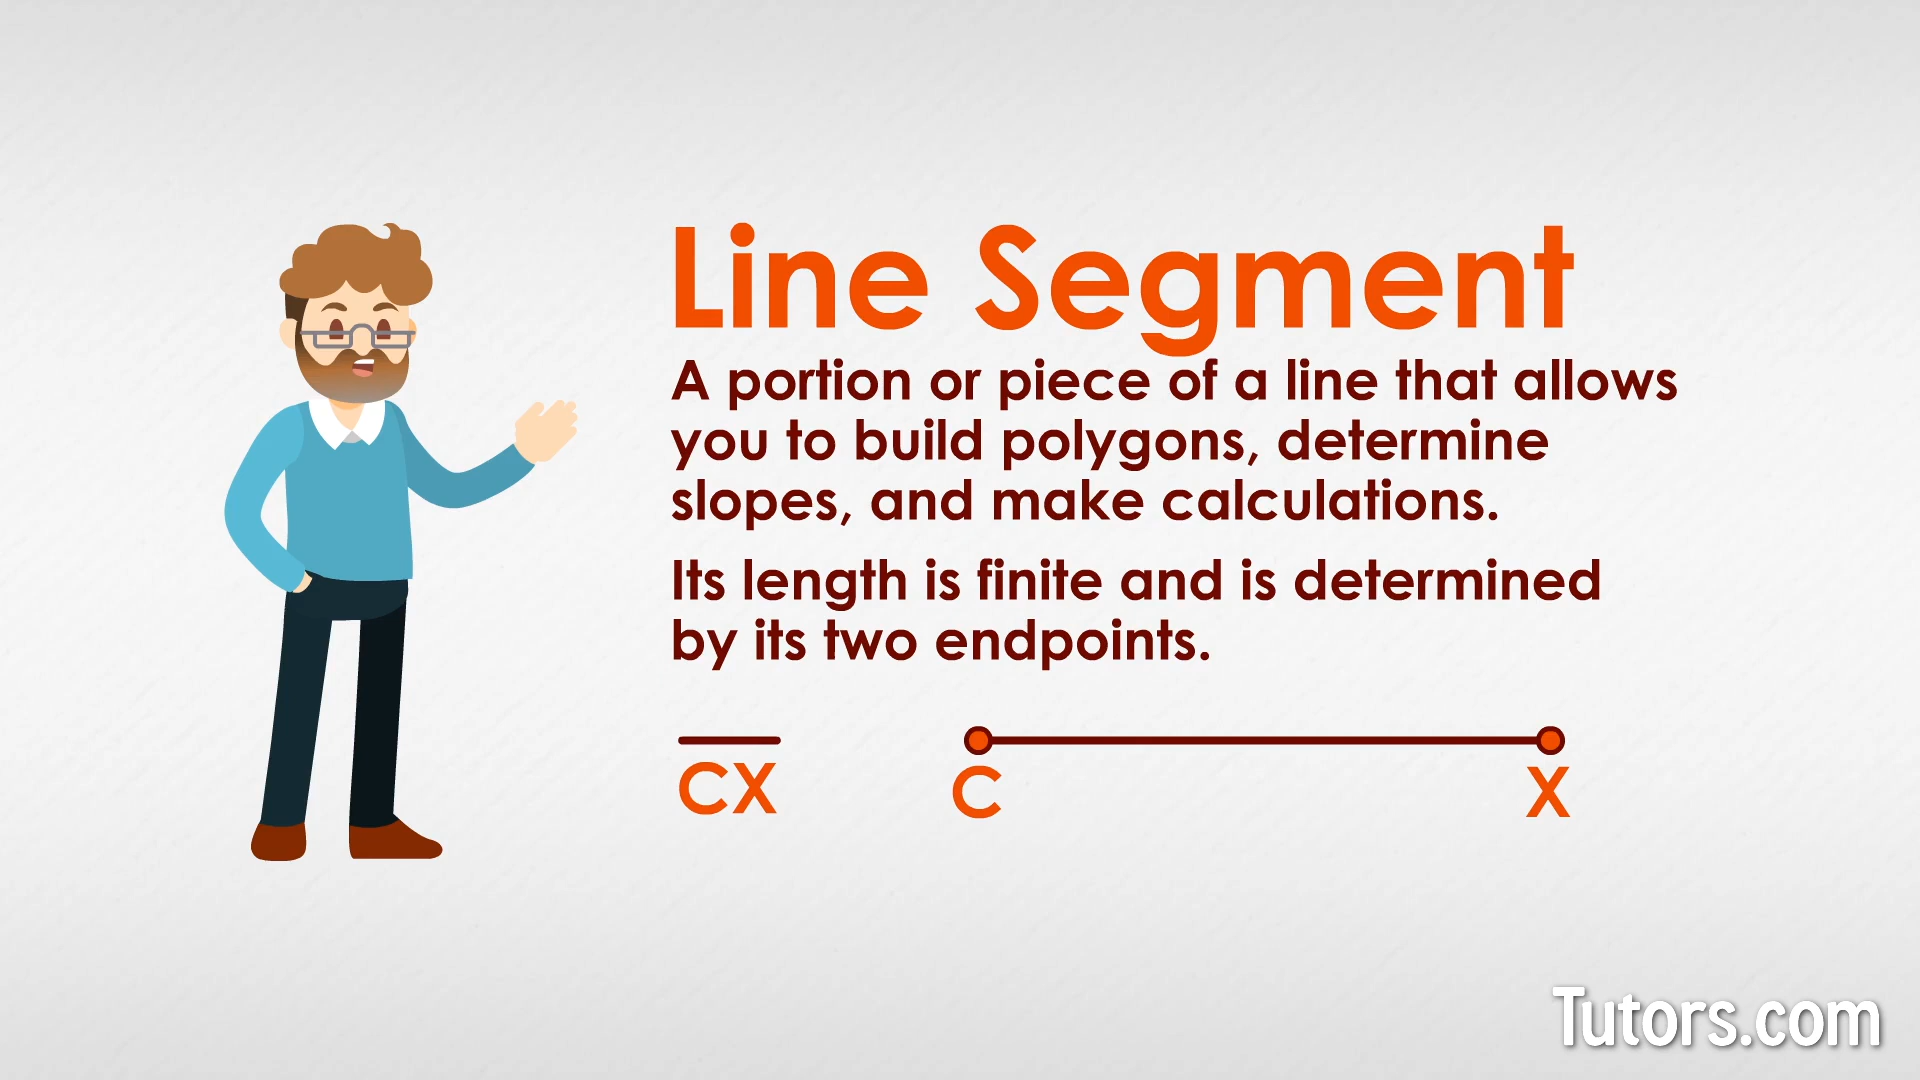 Line Segment
A portion or piece of a line that allows
you to build polygons, determine
slopes, and make calculations.
Its length is finite and is determined
by its two endpoints.
CX C X
Tutors.com